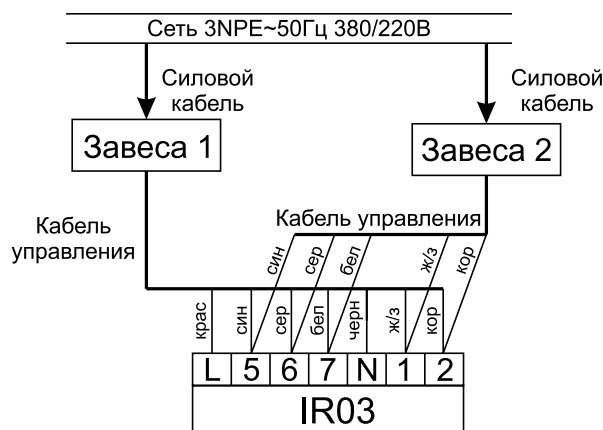 Сеть 3NPE~50Гц 380/220В
Силовой
кабель
Силовой
кабель
Завеса 1
Завеса 2
Кабель
управления
Кабель управления
син
сер
бел
ж/з
кор
крас
син
сер
бел
черн
ж/з
кор
L 5 6 7 N 1 2
IR03